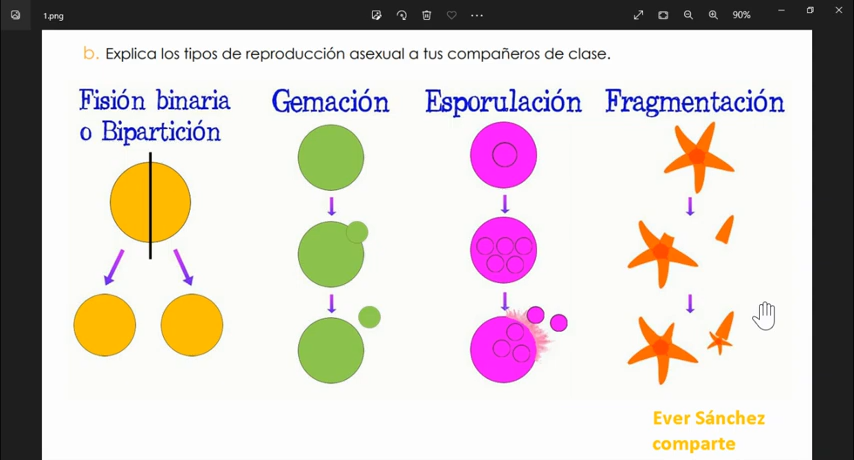 1.png
90%
b. Explica los tipos de reproducción asexual a tus compañeros de clase.
Fisión binaria
o Bipartición
Gemación
Esporulación
Fragmentación
Ever Sánchez
comparte